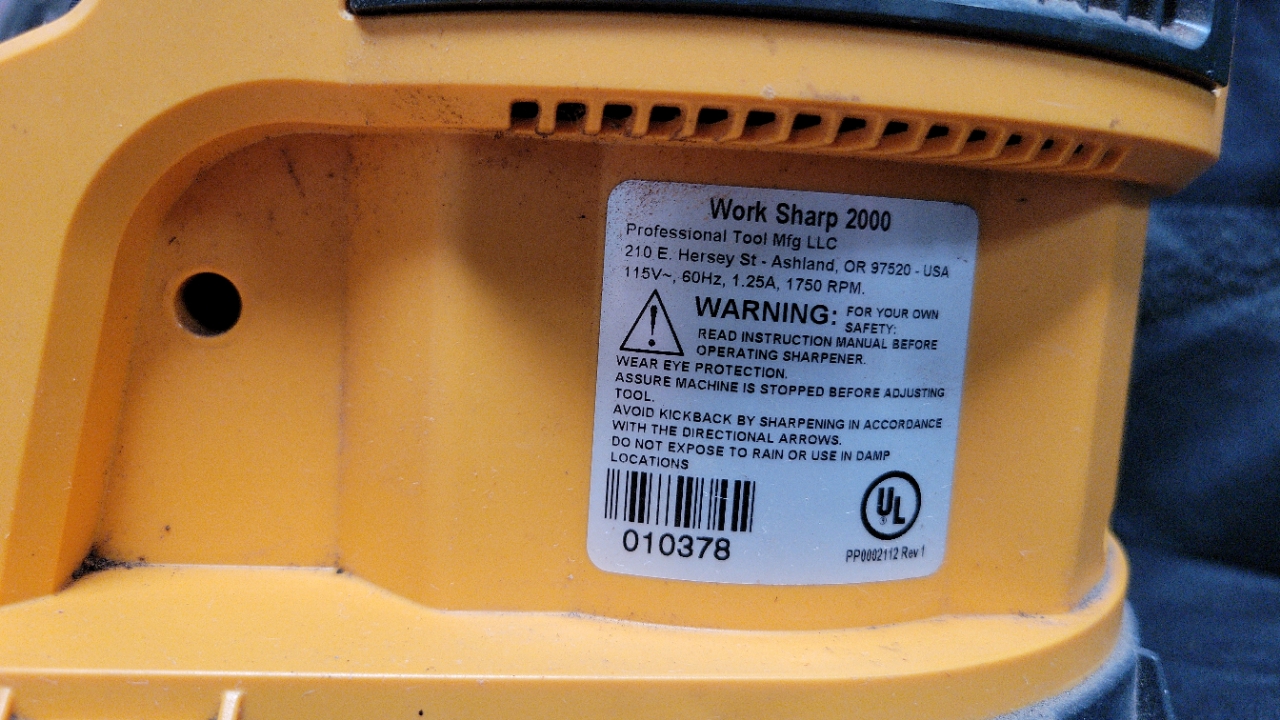 Work Sharp 2000
Professional Tool Mfg LLC
210 E. Hersey St - Ashland, OR 97520 - USA
115V~, 60Hz, 1.25A, 1750 RPM.
WARNING: FOR YOUR OWN
SAFETY:
READ INSTRUCTION MANUAL BEFORE
OPERATING SHARPENER.
WEAR EYE PROTECTION.
ASSURE MACHINE IS STOPPED BEFORE ADJUSTING
TOOL.
AVOID KICKBACK BY SHARPENING IN ACCORDANCE
WITH THE DIRECTIONAL ARROWS.
DO NOT EXPOSE TO RAIN OR USE IN DAMP
LOCATIONS
UL
010378
PP0002112 Rev 1